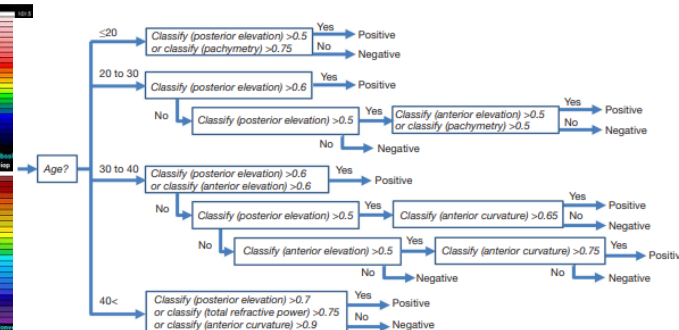 ≤20
Classify (posterior elevation) >0.5
or classify (pachymetry) >0.75
Yes
Positive
No
Negative
20 to 30
Classify (posterior elevation) >0.6
Yes
Positive
No
Classify (posterior elevation) >0.5
Yes
Classify (anterior elevation) >0.5
or classify (pachymetry) >0.5
Yes
Positive
No
Negative
No
Negative
Age?
30 to 40
Classify (posterior elevation) >0.6
or classify (anterior elevation) >0.6
Yes
Positive
No
Classify (posterior elevation) >0.5
Yes
Classify (anterior curvature) >0.65
Yes
Positive
No
Negative
No
Classify (anterior elevation) >0.5
Yes
Classify (anterior curvature) >0.75
Yes
Positive
No
Negative
No
Negative
40<
Classify (posterior elevation) >0.7
or classify (total refractive power) >0.75
or classify (anterior curvature) >0.9
Yes
Positive
No
Negative